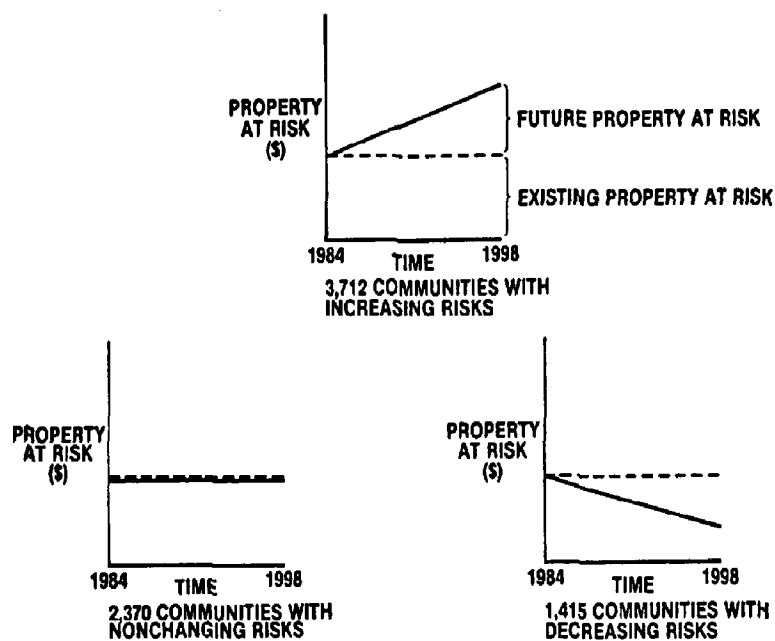 PROPERTY
AT RISK
($)
FUTURE PROPERTY AT RISK
EXISTING PROPERTY AT RISK
1984
TIME
1998
3,712 COMMUNITIES WITH
INCREASING RISKS
PROPERTY
AT RISK
($)
1984
TIME
1998
2,370 COMMUNITIES WITH
NONCHANGING RISKS
PROPERTY
AT RISK
($)
1984
TIME
1998
1,415 COMMUNITIES WITH
DECREASING RISKS